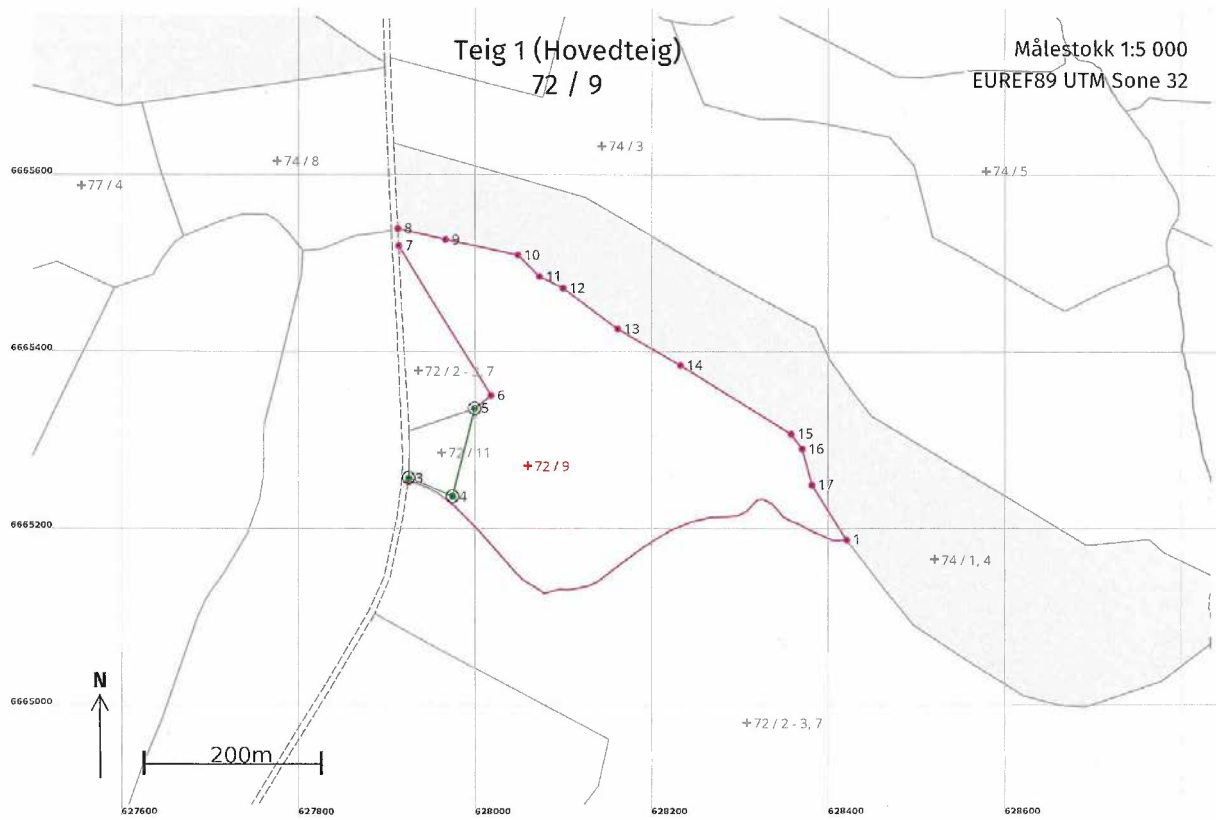 Teig 1 (Hovedteig)
72 / 9
Målestokk 1:5 000
EUREF89 UTM Sone 32
+74 / 3
+74 / 8
+74 / 5
6665600
+77 / 4
8
9
7
10
11
12
13
6665400
14
+72 / 2 - 3, 7
6
5
15
16
+72 / 11
+72 / 9
3
17
4
6665200
1
+74 / 1, 4
N
6665000
+72 / 2 - 3, 7
200m
627600
627800
628000
628200
628400
628600